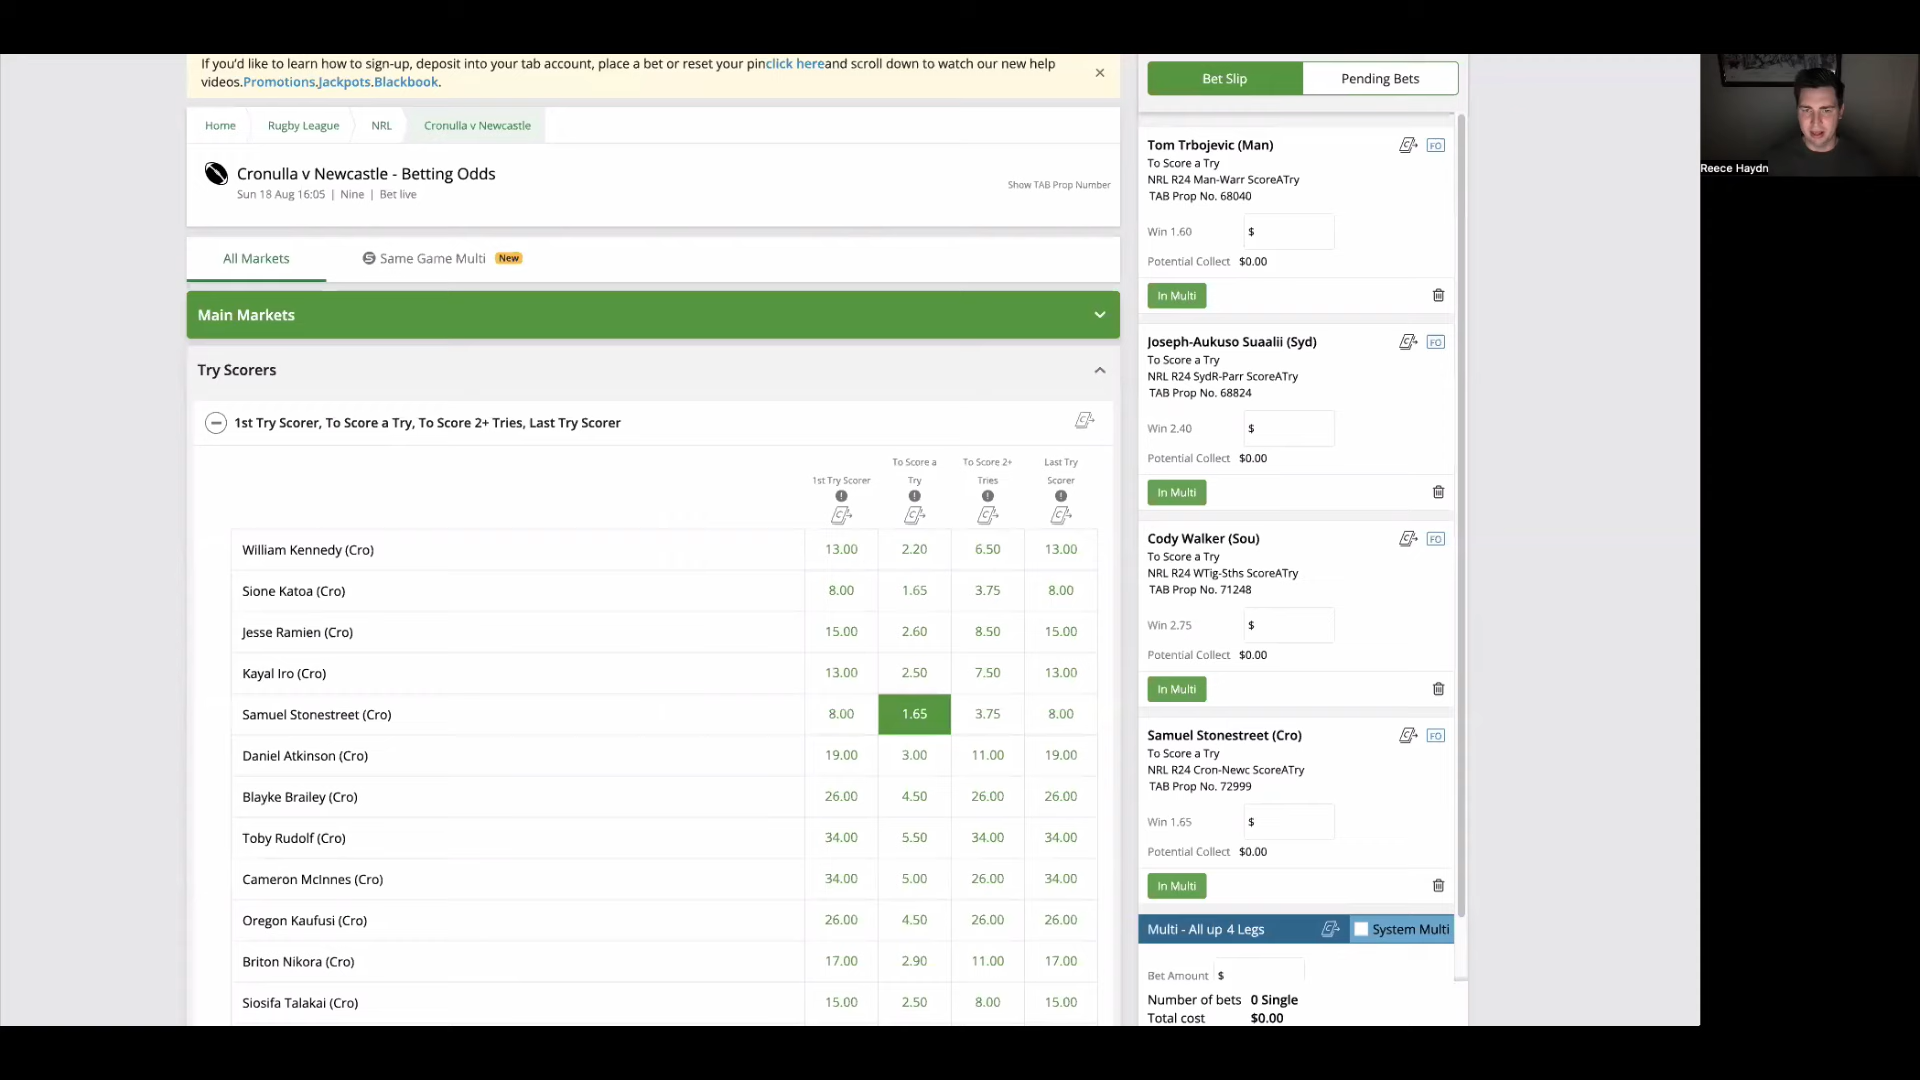 If you'd like to learn how to sign-up, deposit into your tab account, place a bet or reset your pinclick hereand scroll down to watch our new help
videos.Promotions.Jackpots.Blackbook.
Home
Rugby League
NRL
Cronulla v Newcastle
Cronulla v Newcastle - Betting Odds
Sun 18 Aug 16:05 | Nine | Bet live
Show TAB Prop Number
All Markets
Same Game Multi New
Main Markets
Try Scorers
1st Try Scorer, To Score a Try, To Score 2+ Tries, Last Try Scorer
1st Try Scorer
To Score a
Try
To Score 2+
Tries
Last Try
Scorer
William Kennedy (Cro) 13.00 2.20 6.50 13.00
Sione Katoa (Cro) 8.00 1.65 3.75 8.00
Jesse Ramien (Cro) 15.00 2.60 8.50 15.00
Kayal Iro (Cro) 13.00 2.50 7.50 13.00
Samuel Stonestreet (Cro) 8.00 1.65 3.75 8.00
Daniel Atkinson (Cro) 19.00 3.00 11.00 19.00
Blayke Brailey (Cro) 26.00 4.50 26.00 26.00
Toby Rudolf (Cro) 34.00 5.50 34.00 34.00
Cameron McInnes (Cro) 34.00 5.00 26.00 34.00
Oregon Kaufusi (Cro) 26.00 4.50 26.00 26.00
Briton Nikora (Cro) 17.00 2.90 11.00 17.00
Siosifa Talakai (Cro) 15.00 2.50 8.00 15.00
Bet Slip
Pending Bets
Tom Trbojevic (Man) FO
To Score a Try
NRL R24 Man-Warr ScoreATry
TAB Prop No. 68040
Win 1.60 $
Potential Collect $0.00
In Multi
Joseph-Aukuso Suaalii (Syd) FO
To Score a Try
NRL R24 SydR-Parr ScoreATry
TAB Prop No. 68824
Win 2.40 $
Potential Collect $0.00
In Multi
Cody Walker (Sou) FO
To Score a Try
NRL R24 WTig-Sths ScoreATry
TAB Prop No. 71248
Win 2.75 $
Potential Collect $0.00
In Multi
Samuel Stonestreet (Cro) FO
To Score a Try
NRL R24 Cron-Newc ScoreATry
TAB Prop No. 72999
Win 1.65 $
Potential Collect $0.00
In Multi
Multi - All up 4 Legs System Multi
Bet Amount $
Number of bets 0 Single
Total cost $0.00
Reece Haydn